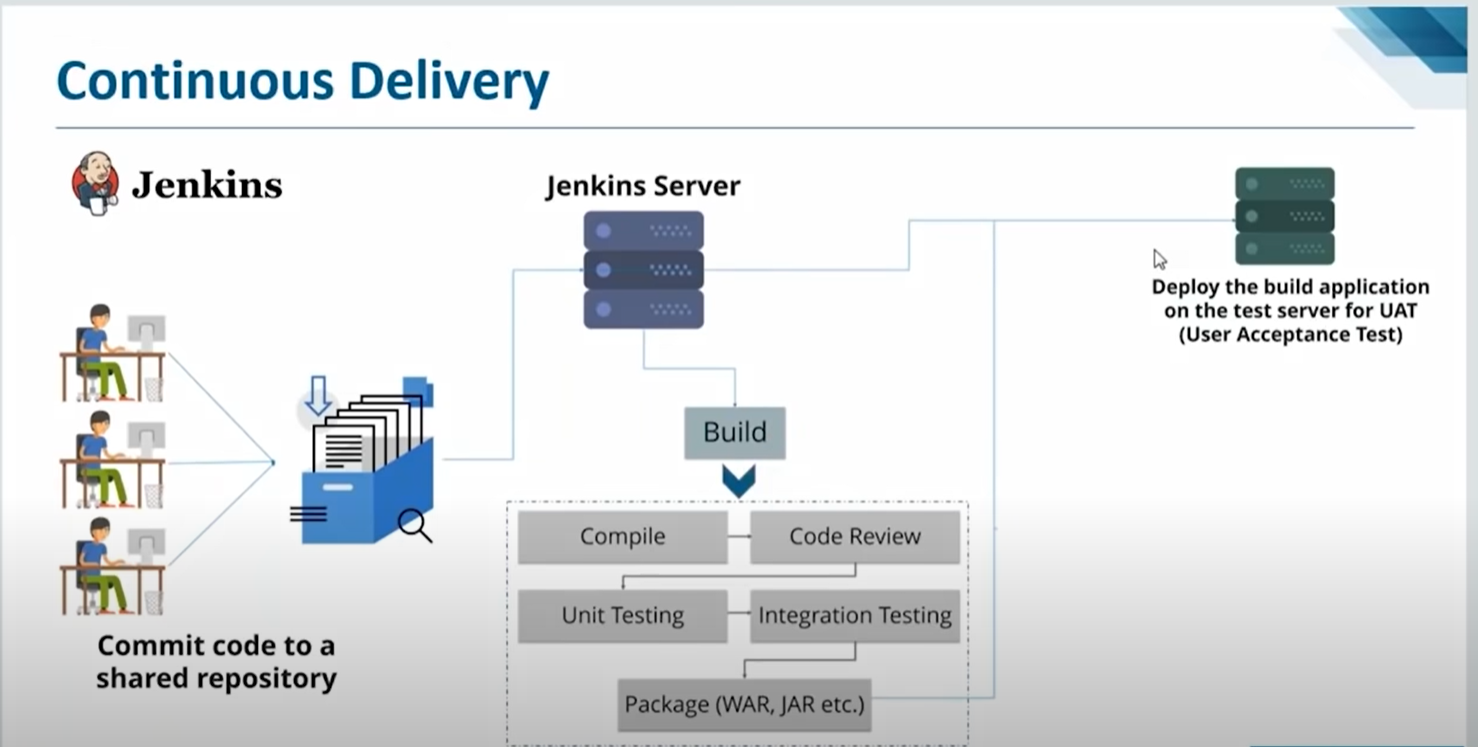 Continuous Delivery
Jenkins
Jenkins Server
Deploy the build application
on the test server for UAT
(User Acceptance Test)
Build
Compile
Code Review
Unit Testing
Integration Testing
Package (WAR, JAR etc.)
Commit code to a
shared repository